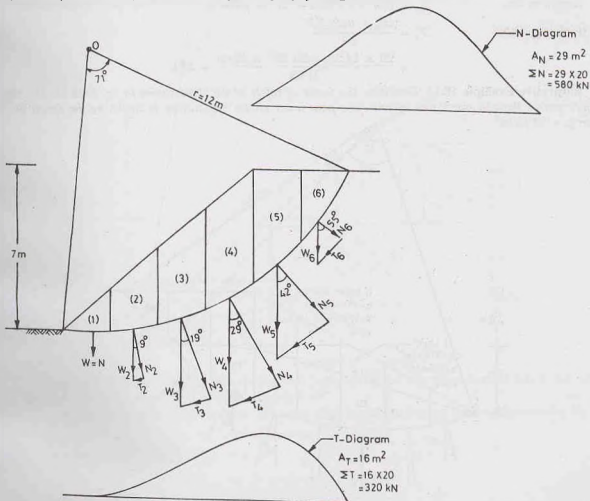 N-Diagram
A_N = 29 m²
ΣN = 29 X 20
= 580 kN
O
71°
r=12m
7m
(1)
(2)
(3)
(4)
(5)
(6)
W=N
9°
W₂
N₂
T₂
19°
W₃
N₃
T₃
29°
W₄
N₄
T₄
42°
W₅
N₅
T₅
55°
W₆
N₆
T₆
T-Diagram
A_T = 16 m²
ΣT = 16 X 20
= 320 kN